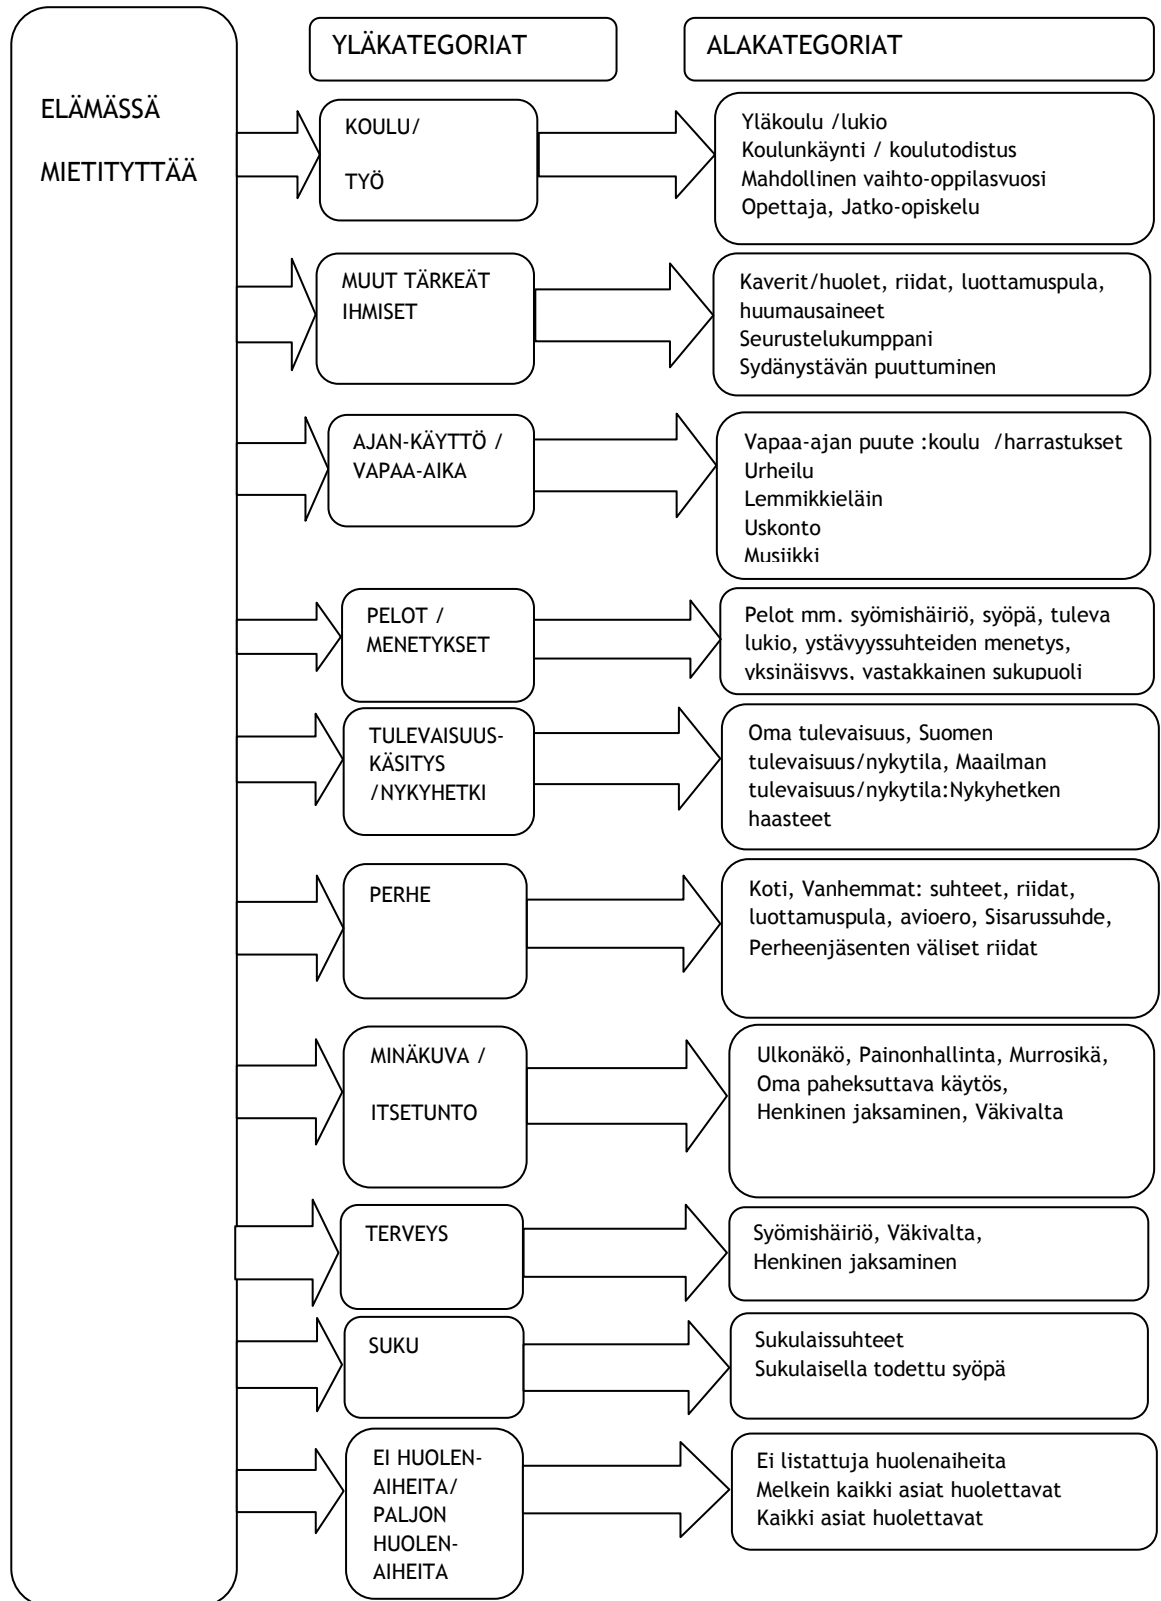 ELÄMÄSSÄ
MIETITYTTÄÄ
YLÄKATEGORIAT
ALAKATEGORIAT
KOULU/
TYÖ
Yläkoulu /lukio
Koulunkäynti / koulutodistus
Mahdollinen vaihto-oppilasvuosi
Opettaja, Jatko-opiskelu
MUUT TÄRKEÄT
IHMISET
Kaverit/huolet, riidat, luottamuspula,
huumausaineet
Seurustelukumppani
Sydänystävän puuttuminen
AJAN-KÄYTTÖ /
VAPAA-AIKA
Vapaa-ajan puute :koulu /harrastukset
Urheilu
Lemmikkieläin
Uskonto
Musiikki
PELOT /
MENETYKSET
Pelot mm. syömishäiriö, syöpä, tuleva
lukio, ystävyyssuhteiden menetys,
yksinäisyys, vastakkainen sukupuoli
TULEVAISUUS-
KÄSITYS
/NYKYHETKI
Oma tulevaisuus, Suomen
tulevaisuus/nykytila, Maailman
tulevaisuus/nykytila:Nykyhetken
haasteet
PERHE
Koti, Vanhemmat: suhteet, riidat,
luottamuspula, avioero, Sisarussuhde,
Perheenjäsenten väliset riidat
MINÄKUVA /
ITSETUNTO
Ulkonäkö, Painonhallinta, Murrosikä,
Oma paheksuttava käytös,
Henkinen jaksaminen, Väkivalta
TERVEYS
Syömishäiriö, Väkivalta,
Henkinen jaksaminen
SUKU
Sukulaissuhteet
Sukulaisella todettu syöpä
EI HUOLEN-
AIHEITA/
PALJON
HUOLEN-
AIHEITA
Ei listattuja huolenaiheita
Melkein kaikki asiat huolettavat
Kaikki asiat huolettavat